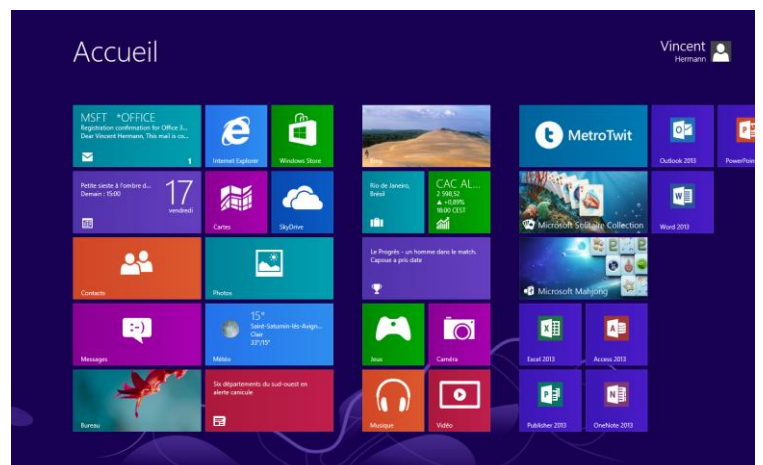 Accueil
Vincent
Hermann
MSFT *OFFICE
Registration confirmation for Office 3...
Dear Vincent Hermann, This mail is co...
1
Internet Explorer
Windows Store
Petite sieste à l'ombre d...
Demain : 15:00
17
vendredi
Cartes
SkyDrive
Contacts
Photos
:-)
Messages
15°
Saint-Saturnin-lès-Avign...
Clair
33°/15°
Météo
Bureau
Six départements du sud-ouest en
alerte canicule
Bing
Rio de Janeiro,
Brésil
CAC AL...
2 598,52
▲ +0,89%
18:00 CEST
Le Progrès - un homme dans le match.
Capoue a pris date
Jeux
Caméra
Musique
Vidéo
MetroTwit
Outlook 2013
PowerPoin
Microsoft Solitaire Collection
Word 2013
Microsoft Mahjong
Excel 2013
Access 2013
Publisher 2013
OneNote 2013